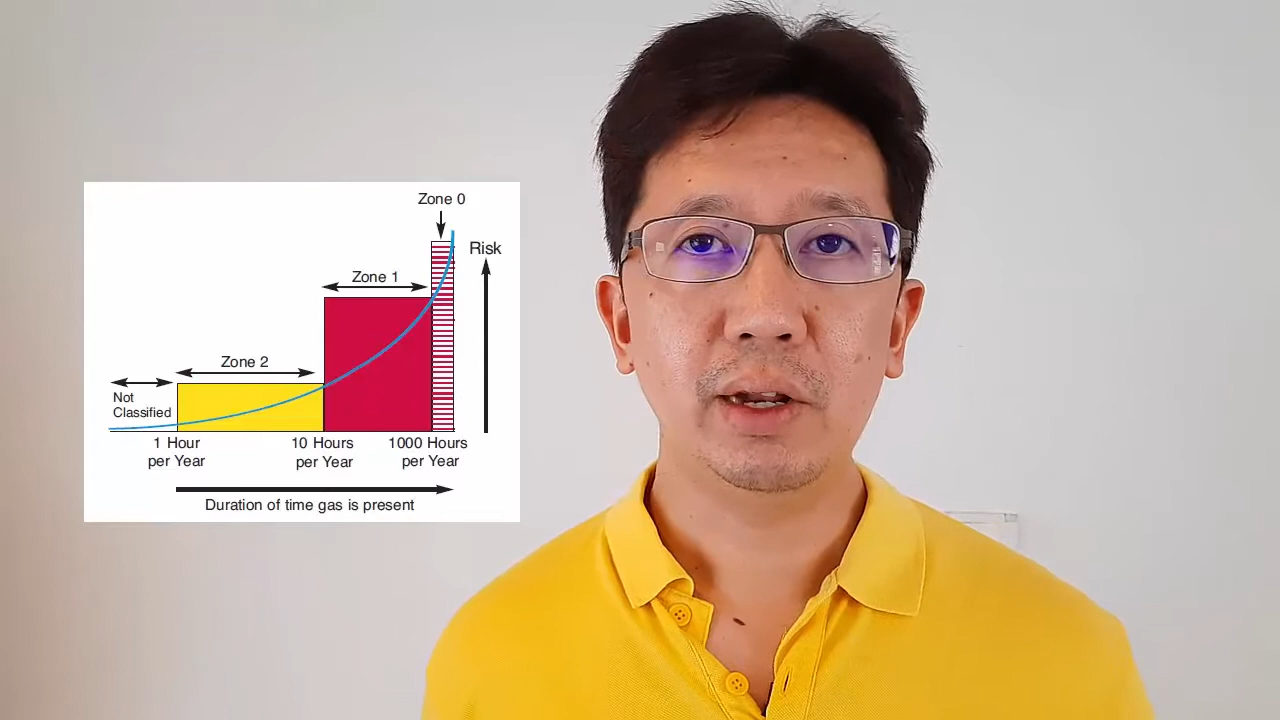 Zone 0
Risk
Zone 1
Zone 2
Not
Classified
1 Hour
per Year
10 Hours
per Year
1000 Hours
per Year
Duration of time gas is present